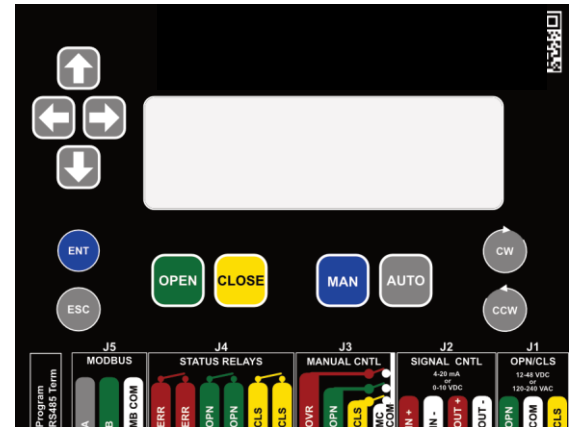 ENT
ESC
OPEN
CLOSE
MAN
AUTO
CW
CCW
J5
MODBUS
J4
STATUS RELAYS
J3
MANUAL CNTL
J2
SIGNAL CNTL
4-20 mA
or
0-10 VDC
J1
OPN/CLS
12-48 VDC
or
120-240 VAC
Program
RS485 Term
A
B
MB COM
ERR
ERR
OPN
OPN
CLS
CLS
OVR
OPN
CLS
MC
COM
IN +
IN -
OUT +
OUT -
OPN
COM
CLS